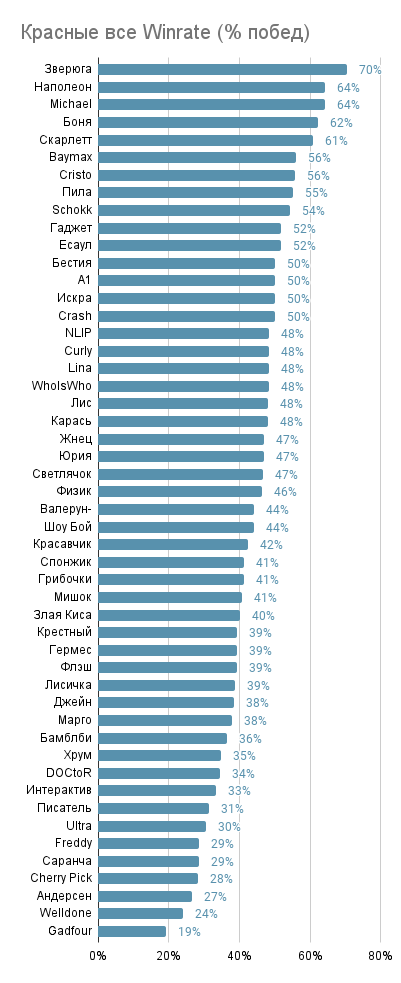 Красные все Winrate (% побед)
Зверюга 70%
Наполеон 64%
Michael 64%
Боня 62%
Скарлетт 61%
Baymax 56%
Cristo 56%
Пила 55%
Schokk 54%
Гаджет 52%
Есаул 52%
Бестия 50%
A1 50%
Искра 50%
Crash 50%
NLIP 48%
Curly 48%
Lina 48%
WhoIsWho 48%
Лис 48%
Карась 48%
Жнец 47%
Юрия 47%
Светлячок 47%
Физик 46%
Валерун- 44%
Шоу Бой 44%
Красавчик 42%
Спонжик 41%
Грибочки 41%
Мишок 41%
Злая Киса 40%
Крестный 39%
Гермес 39%
Флэш 39%
Лисичка 39%
Джейн 38%
Марго 38%
Бамблби 36%
Хрум 35%
DOCtoR 34%
Интерактив 33%
Писатель 31%
Ultra 30%
Freddy 29%
Саранча 29%
Cherry Pick 28%
Андерсен 27%
Welldone 24%
Gadfour 19%
0% 20% 40% 60% 80%